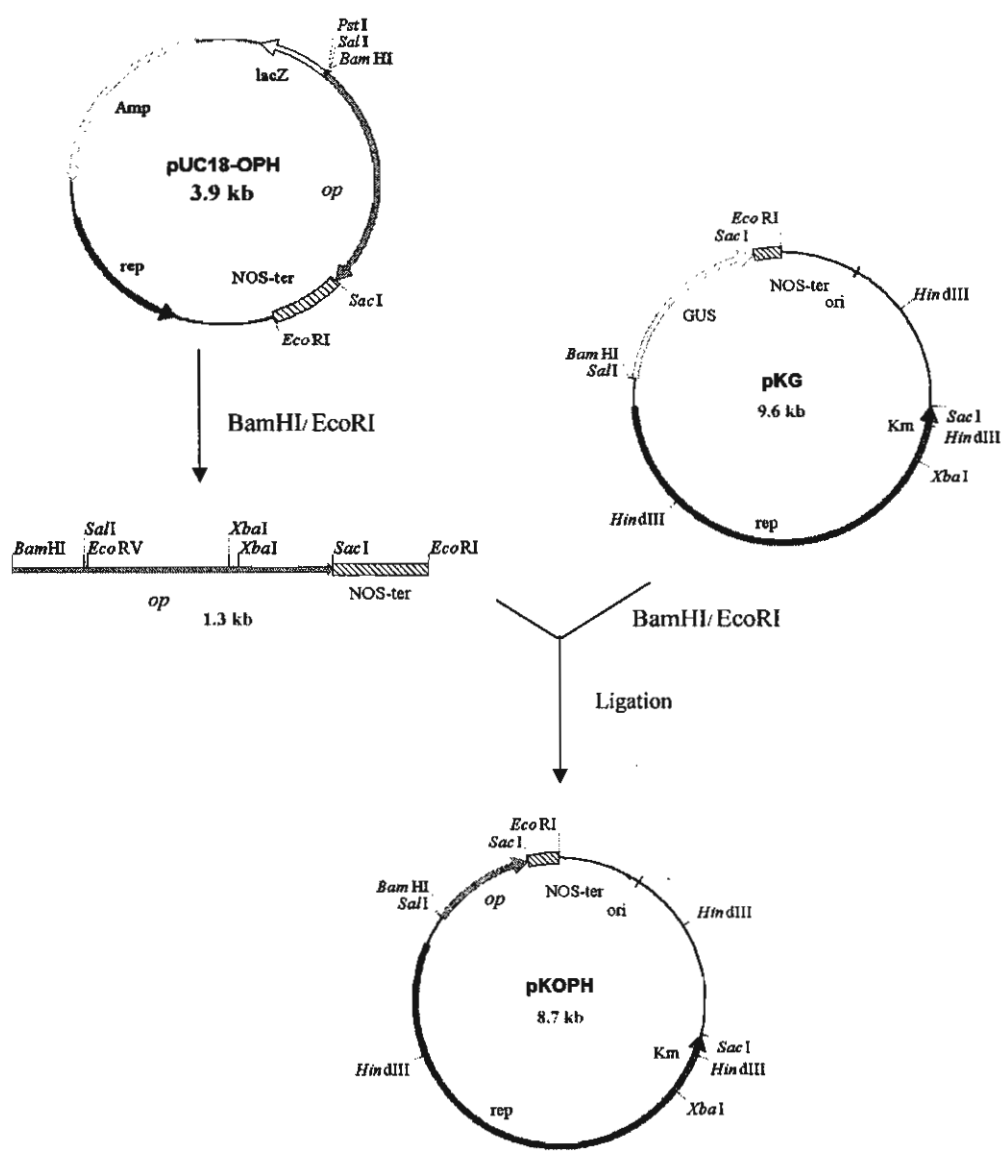 PstI
SalI
BamHI
lacZ
Amp
pUC18-OPH
3.9 kb
op
rep
NOS-ter
SacI
EcoRI
BamHI/EcoRI
SalI
XbaI
SacI
EcoRI
BamHI
EcoRV
XbaI
NOS-ter
op
1.3 kb
EcoRI
SacI
NOS-ter
ori
HindIII
GUS
BamHI
SalI
pKG
9.6 kb
SacI
Km
HindIII
XbaI
HindIII
rep
BamHI/EcoRI
Ligation
EcoRI
SacI
BamHI
SalI
op
NOS-ter
ori
HindIII
pKOPH
8.7 kb
SacI
Km
HindIII
HindIII
XbaI
rep